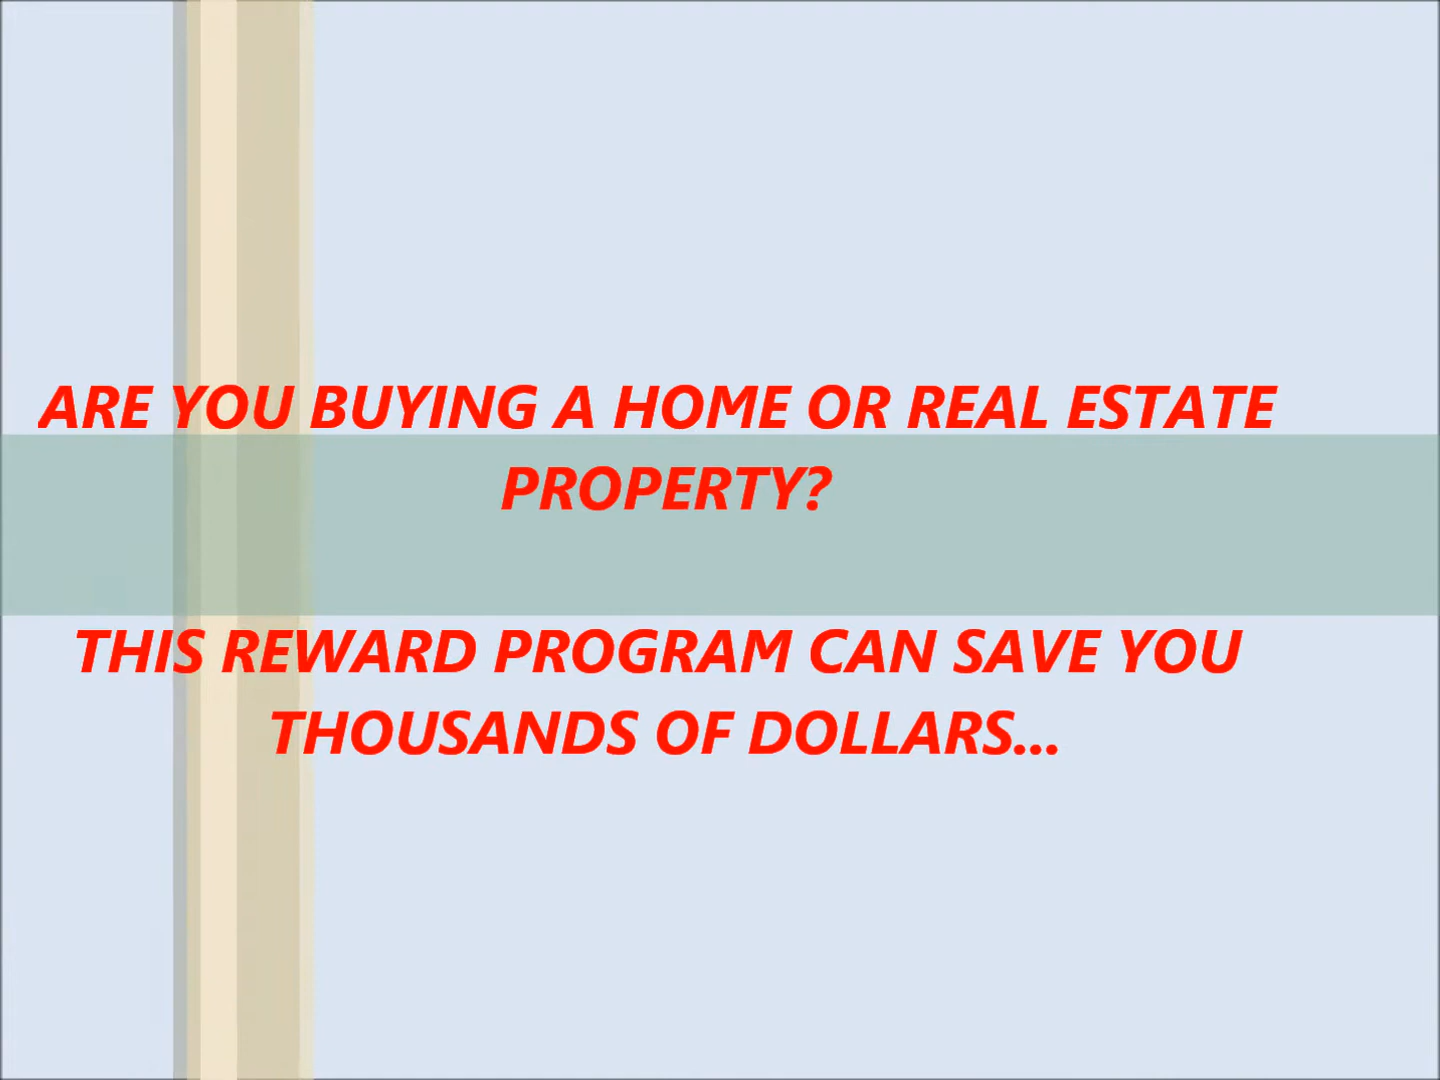 ARE YOU BUYING A HOME OR REAL ESTATE
PROPERTY?
THIS REWARD PROGRAM CAN SAVE YOU
THOUSANDS OF DOLLARS...